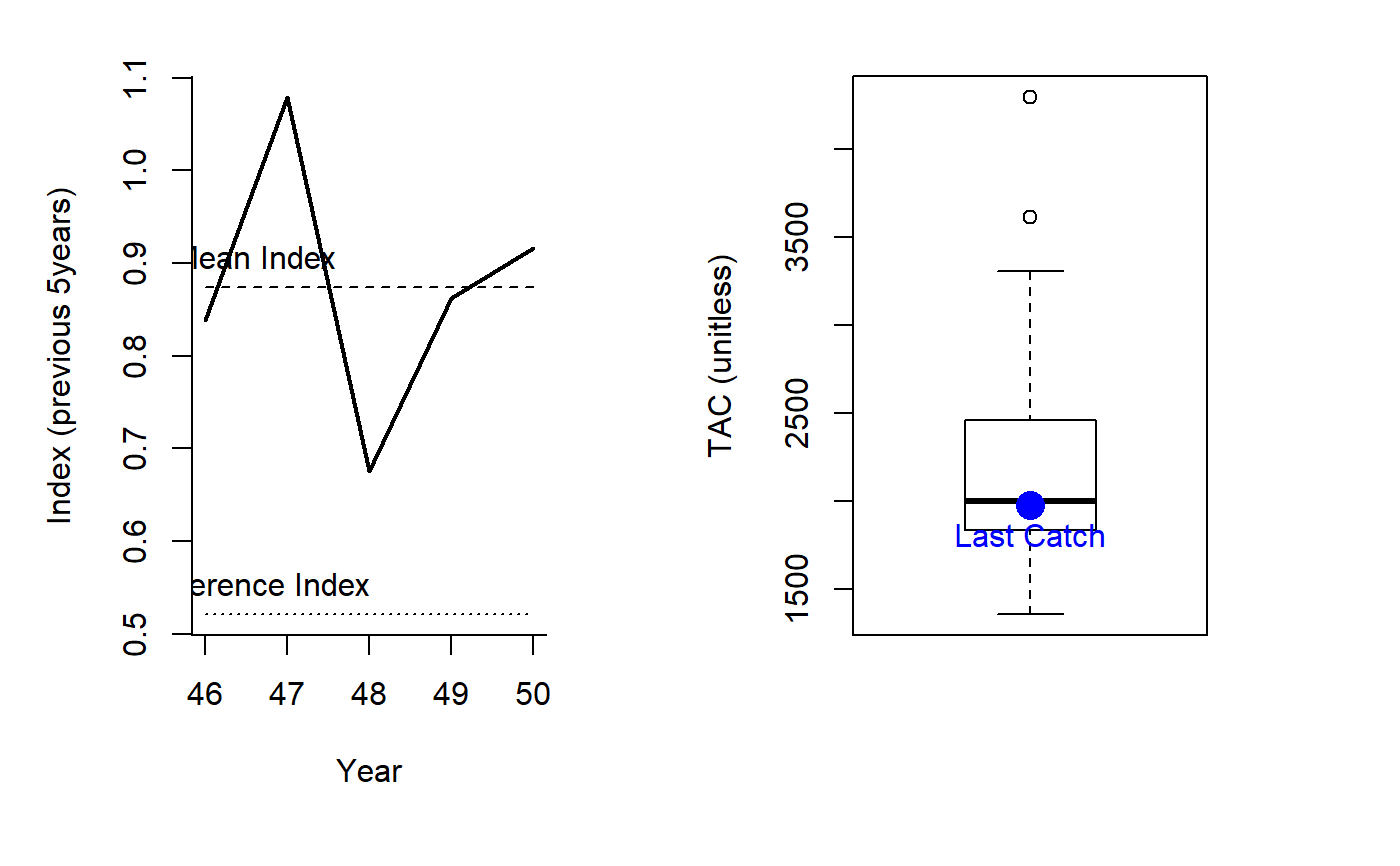 Index (previous 5years)
1.1
1.0
0.9
0.8
0.7
0.6
0.5
Mean Index
erence Index
46 47 48 49 50
Year
TAC (unitless)
3500
2500
1500
Last Catch